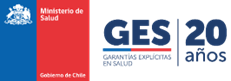 Ministerio de
Salud
Gobierno de Chile
GES
GARANTÍAS EXPLÍCITAS
EN SALUD
20
años